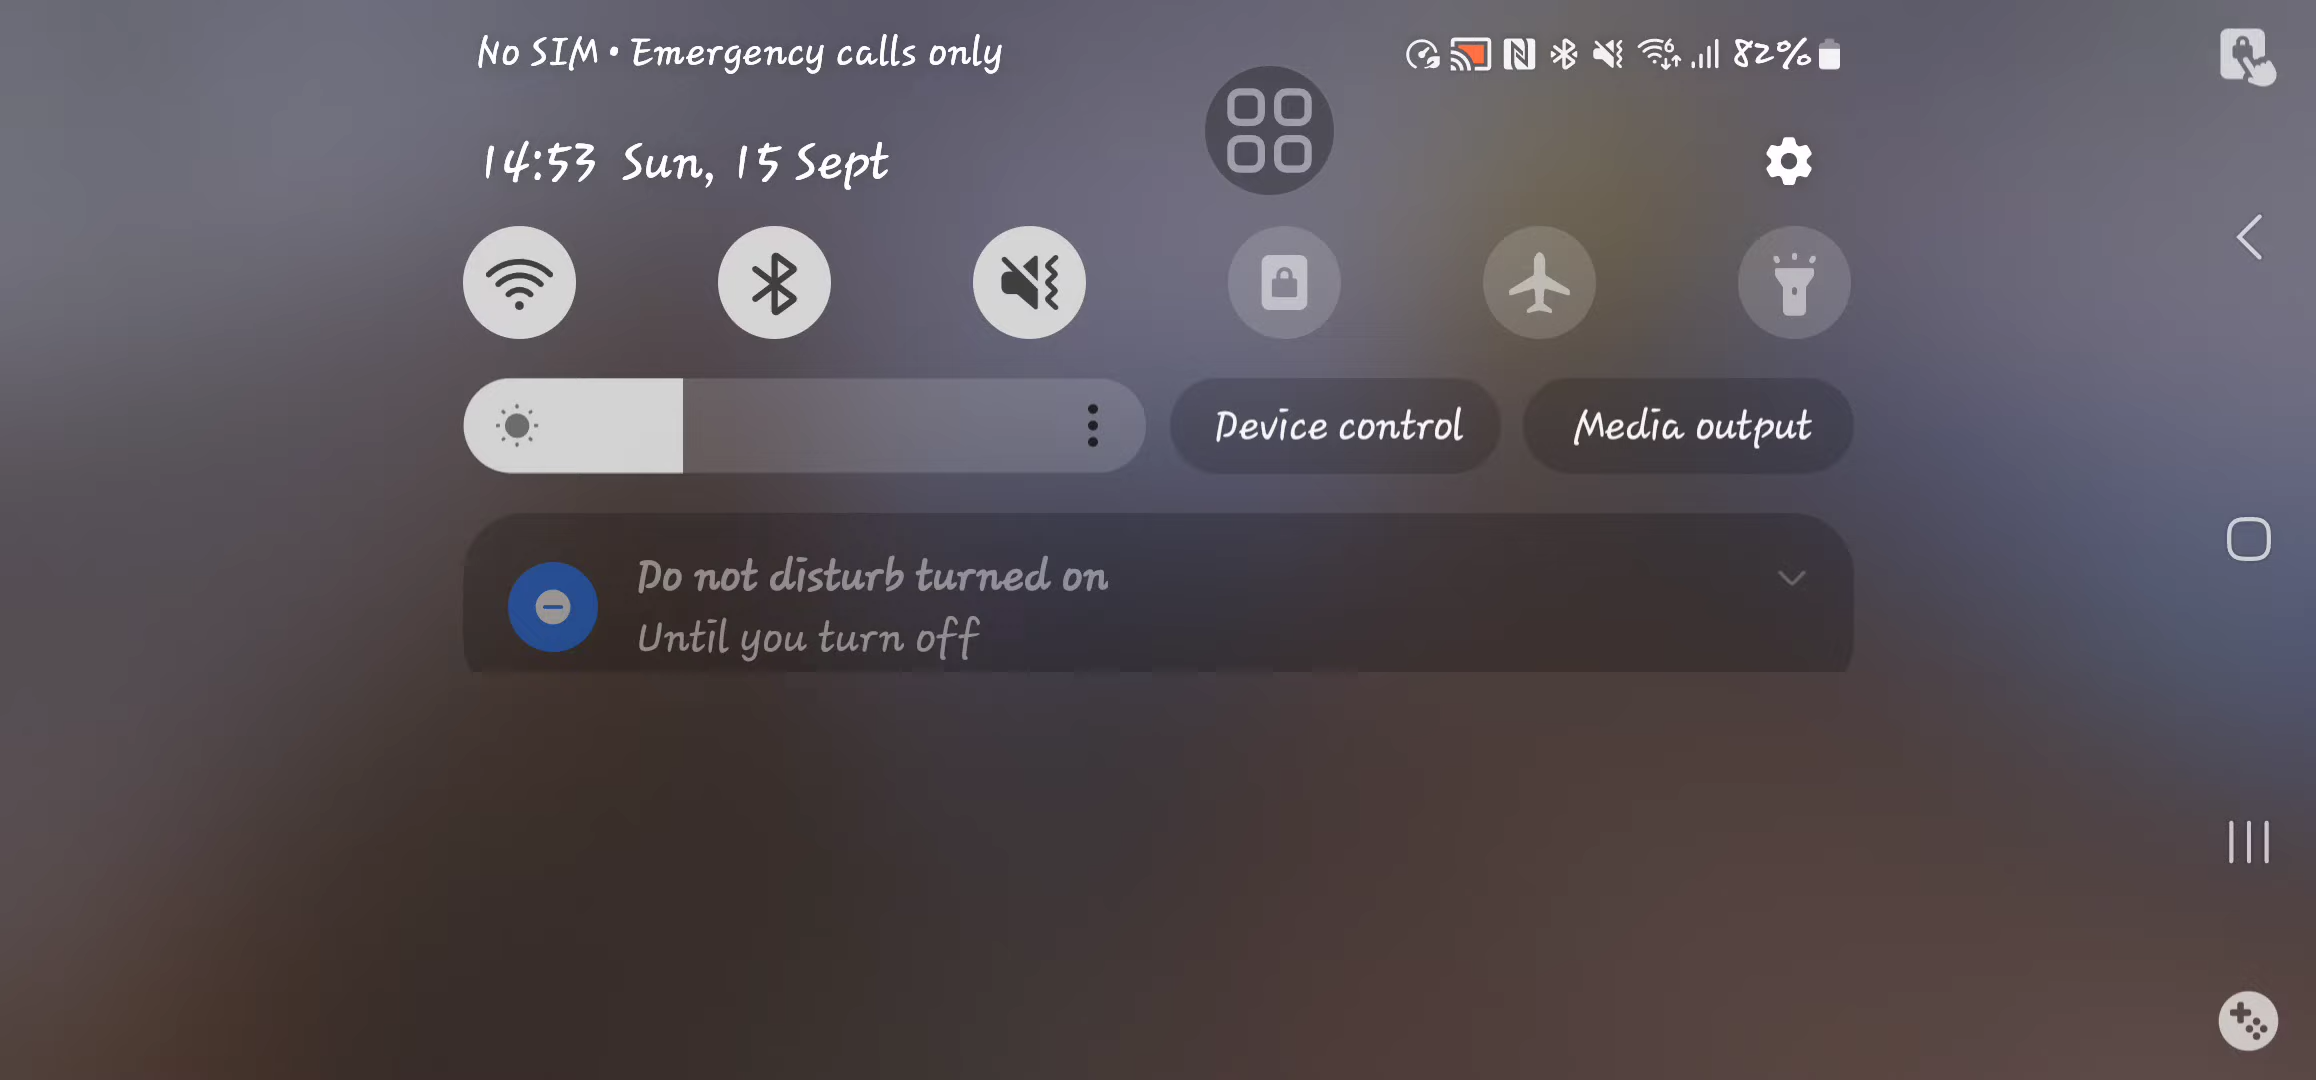 No SIM • Emergency calls only
6 82%
14:53 Sun, 15 Sept
Device control
Media output
Do not disturb turned on
Until you turn off